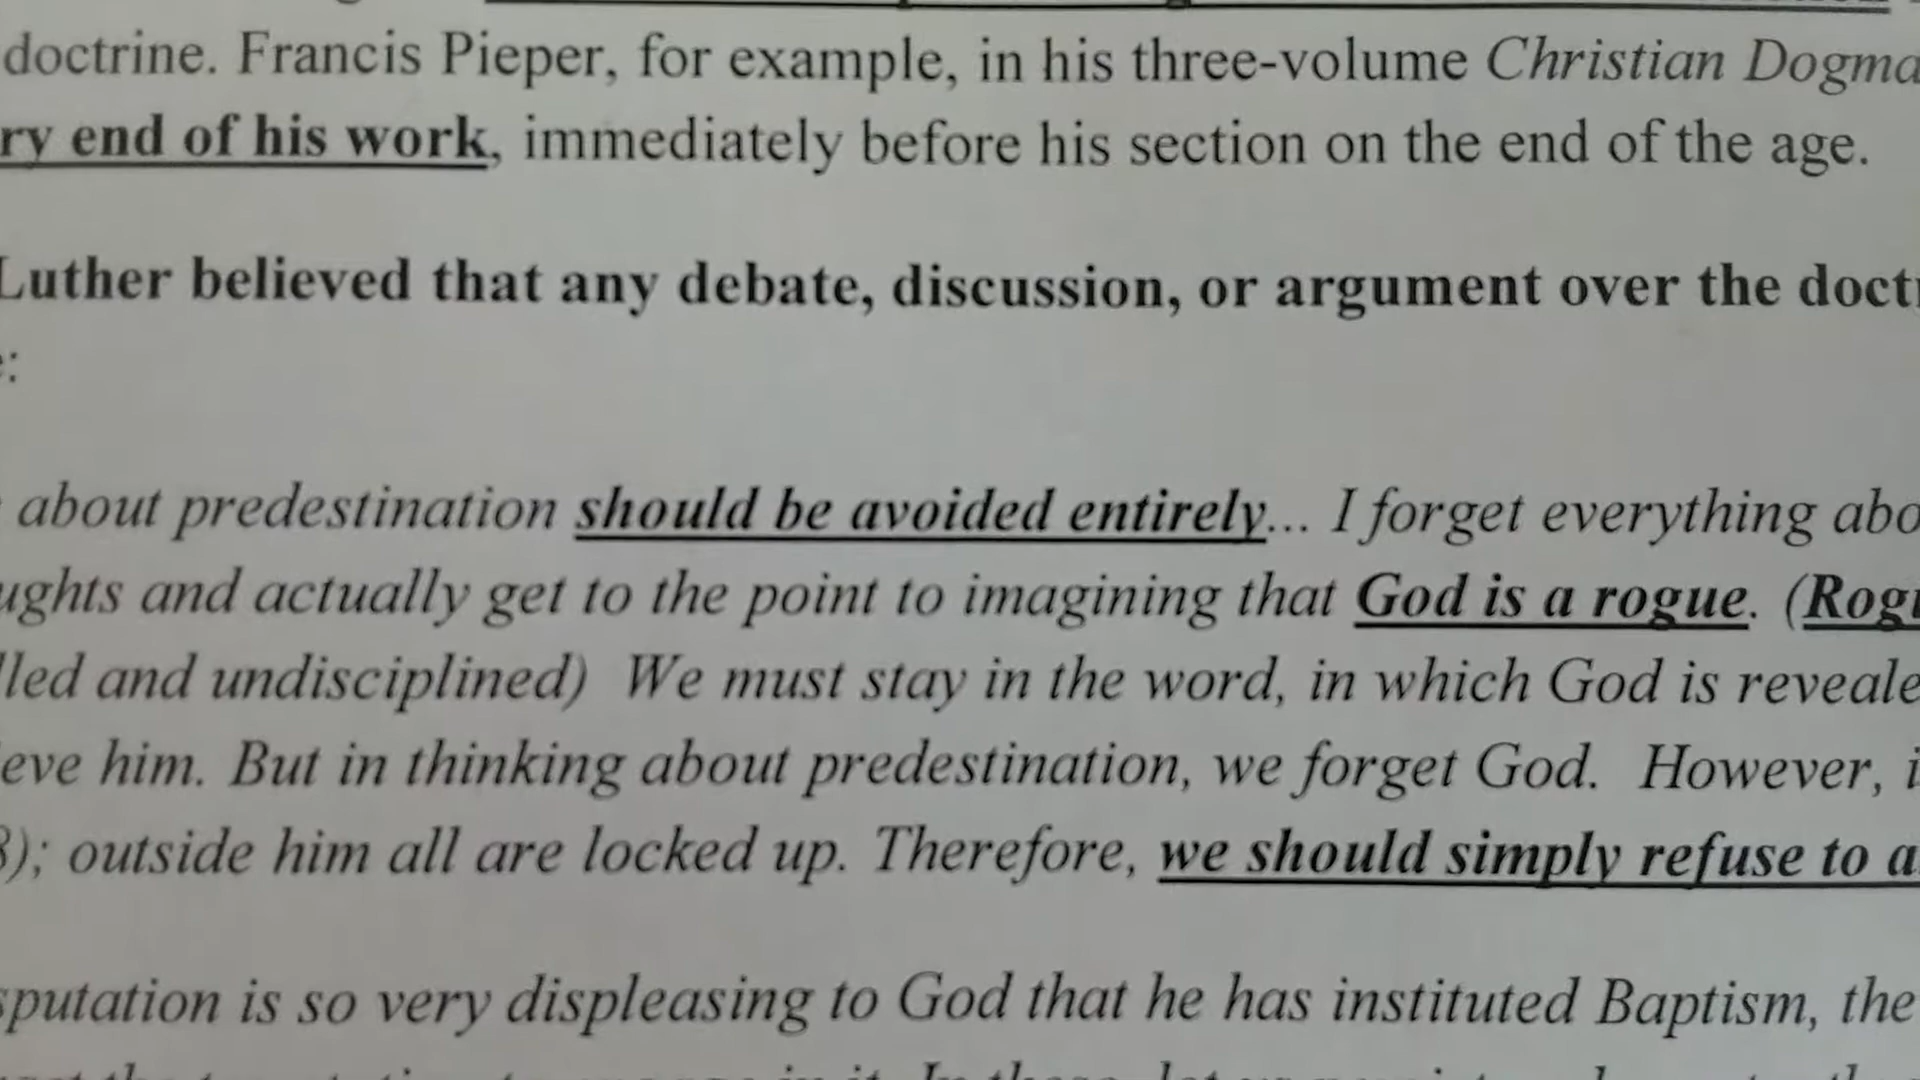 doctrine. Francis Pieper, for example, in his three-volume Christian Dogma
ry end of his work, immediately before his section on the end of the age.
Luther believed that any debate, discussion, or argument over the doct
:
about predestination should be avoided entirely... I forget everything abo
ughts and actually get to the point to imagining that God is a rogue. (Rogu
lled and undisciplined) We must stay in the word, in which God is reveale
eve him. But in thinking about predestination, we forget God. However, i
); outside him all are locked up. Therefore, we should simply refuse to a
sputation is so very displeasing to God that he has instituted Baptism, the